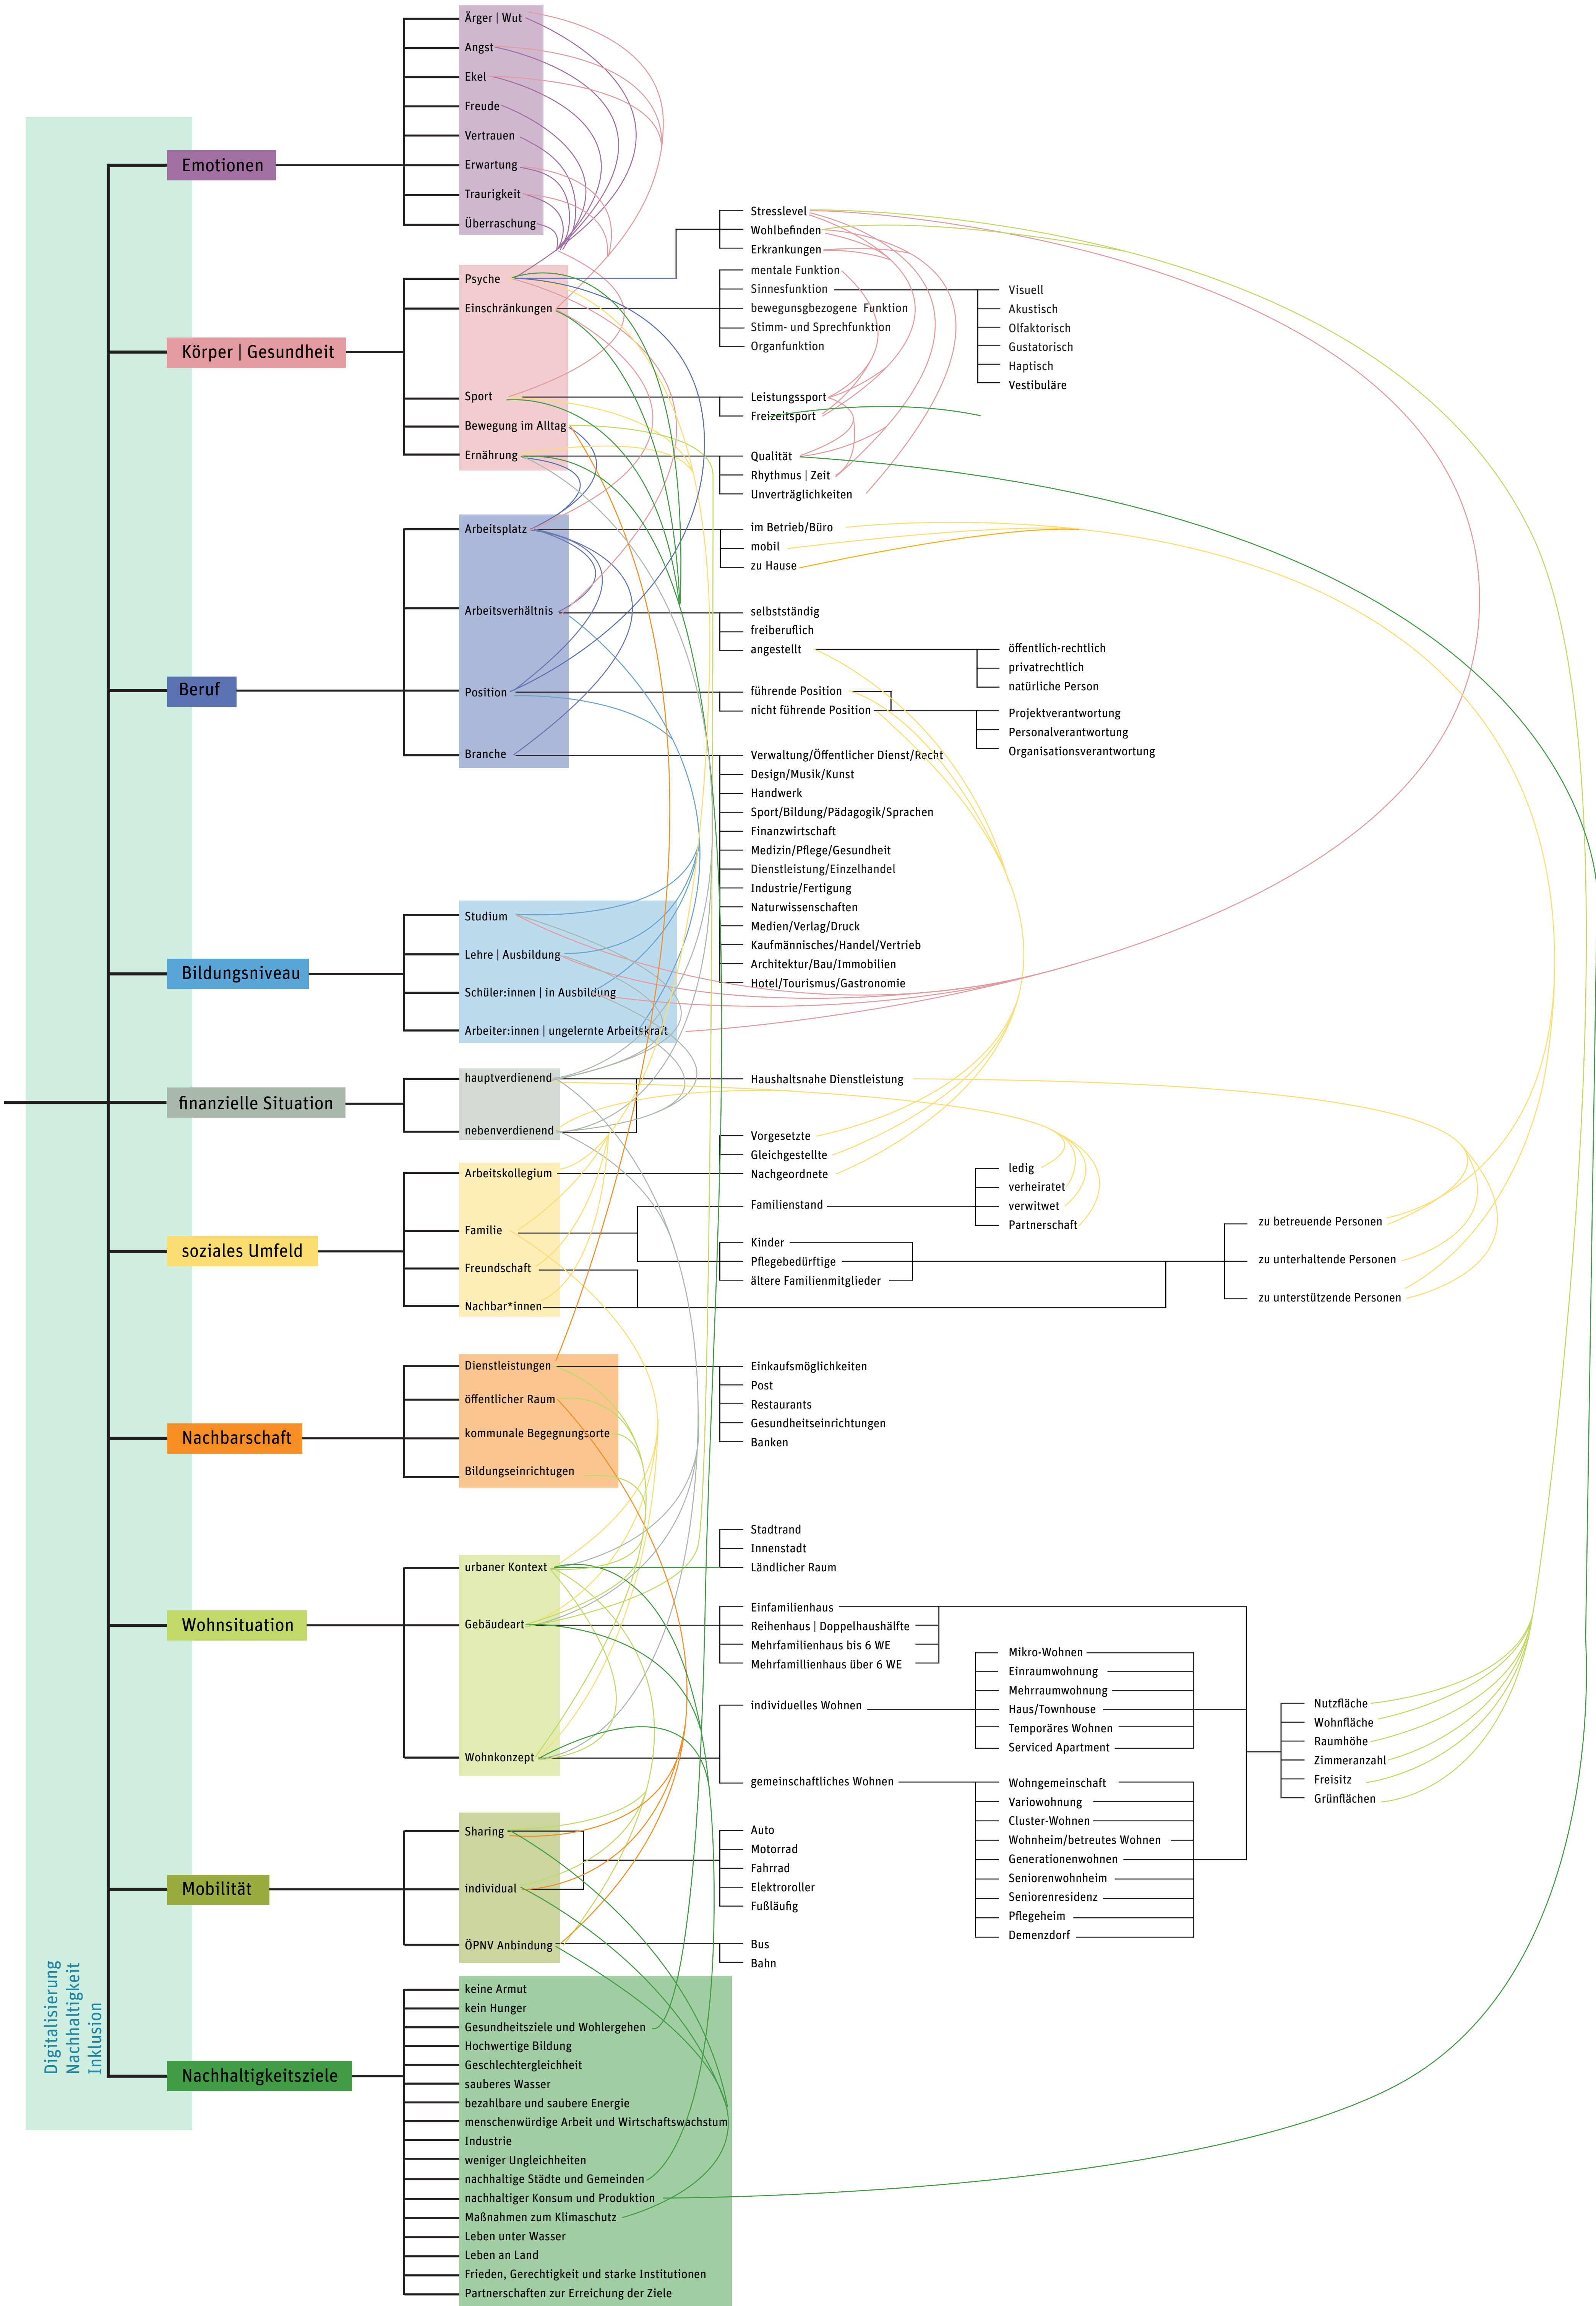 Digitalisierung
Nachhaltigkeit
Inklusion
Emotionen
Ärger | Wut
Angst
Ekel
Freude
Vertrauen
Erwartung
Traurigkeit
Überraschung
Körper | Gesundheit
Psyche
Stresslevel
Wohlbefinden
Erkrankungen
Einschränkungen
mentale Funktion
Sinnesfunktion
Visuell
Akustisch
Olfaktorisch
Gustatorisch
Haptisch
Vestibuläre
bewegunsgbezogene Funktion
Stimm- und Sprechfunktion
Organfunktion
Sport
Leistungssport
Freizeitsport
Bewegung im Alltag
Ernährung
Qualität
Rhythmus | Zeit
Unverträglichkeiten
Beruf
Arbeitsplatz
im Betrieb/Büro
mobil
zu Hause
Arbeitsverhältnis
selbstständig
freiberuflich
angestellt
öffentlich-rechtlich
privatrechtlich
natürliche Person
Position
führende Position
nicht führende Position
Projektverantwortung
Personalverantwortung
Organisationsverantwortung
Branche
Verwaltung/Öffentlicher Dienst/Recht
Design/Musik/Kunst
Handwerk
Sport/Bildung/Pädagogik/Sprachen
Finanzwirtschaft
Medizin/Pflege/Gesundheit
Dienstleistung/Einzelhandel
Industrie/Fertigung
Naturwissenschaften
Medien/Verlag/Druck
Kaufmännisches/Handel/Vertrieb
Architektur/Bau/Immobilien
Hotel/Tourismus/Gastronomie
Bildungsniveau
Studium
Lehre | Ausbildung
Schüler:innen | in Ausbildung
Arbeiter:innen | ungelernte Arbeitskraft
finanzielle Situation
hauptverdienend
nebenverdienend
Haushaltsnahe Dienstleistung
soziales Umfeld
Arbeitskollegium
Vorgesetzte
Gleichgestellte
Nachgeordnete
Familie
Familienstand
ledig
verheiratet
verwitwet
Partnerschaft
Kinder
Pflegebedürftige
ältere Familienmitglieder
Freundschaft
Nachbar*innen
zu betreuende Personen
zu unterhaltende Personen
zu unterstützende Personen
Nachbarschaft
Dienstleistungen
Einkaufsmöglichkeiten
Post
Restaurants
Gesundheitseinrichtungen
Banken
öffentlicher Raum
kommunale Begegnungsorte
Bildungseinrichtugen
Wohnsituation
urbaner Kontext
Stadtrand
Innenstadt
Ländlicher Raum
Gebäudeart
Einfamilienhaus
Reihenhaus | Doppelhaushälfte
Mehrfamilienhaus bis 6 WE
Mehrfamillienhaus über 6 WE
Wohnkonzept
individuelles Wohnen
Mikro-Wohnen
Einraumwohnung
Mehrraumwohnung
Haus/Townhouse
Temporäres Wohnen
Serviced Apartment
gemeinschaftliches Wohnen
Wohngemeinschaft
Variowohnung
Cluster-Wohnen
Wohnheim/betreutes Wohnen
Generationenwohnen
Seniorenwohnheim
Seniorenresidenz
Pflegeheim
Demenzdorf
Nutzfläche
Wohnfläche
Raumhöhe
Zimmeranzahl
Freisitz
Grünflächen
Mobilität
Sharing
individual
Auto
Motorrad
Fahrrad
Elektroroller
Fußläufig
ÖPNV Anbindung
Bus
Bahn
Nachhaltigkeitsziele
keine Armut
kein Hunger
Gesundheitsziele und Wohlergehen
Hochwertige Bildung
Geschlechtergleichheit
sauberes Wasser
bezahlbare und saubere Energie
menschenwürdige Arbeit und Wirtschaftswachstum
Industrie
weniger Ungleichheiten
nachhaltige Städte und Gemeinden
nachhaltiger Konsum und Produktion
Maßnahmen zum Klimaschutz
Leben unter Wasser
Leben an Land
Frieden, Gerechtigkeit und starke Institutionen
Partnerschaften zur Erreichung der Ziele